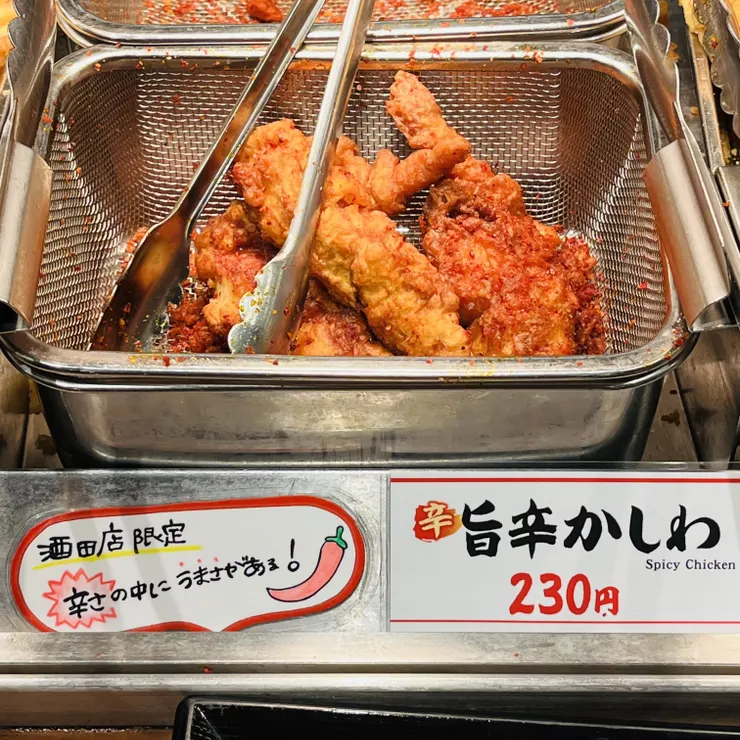 酒田店限定
辛さの中にうまさがある!
辛 旨辛かしわ
Spicy Chicken
230円